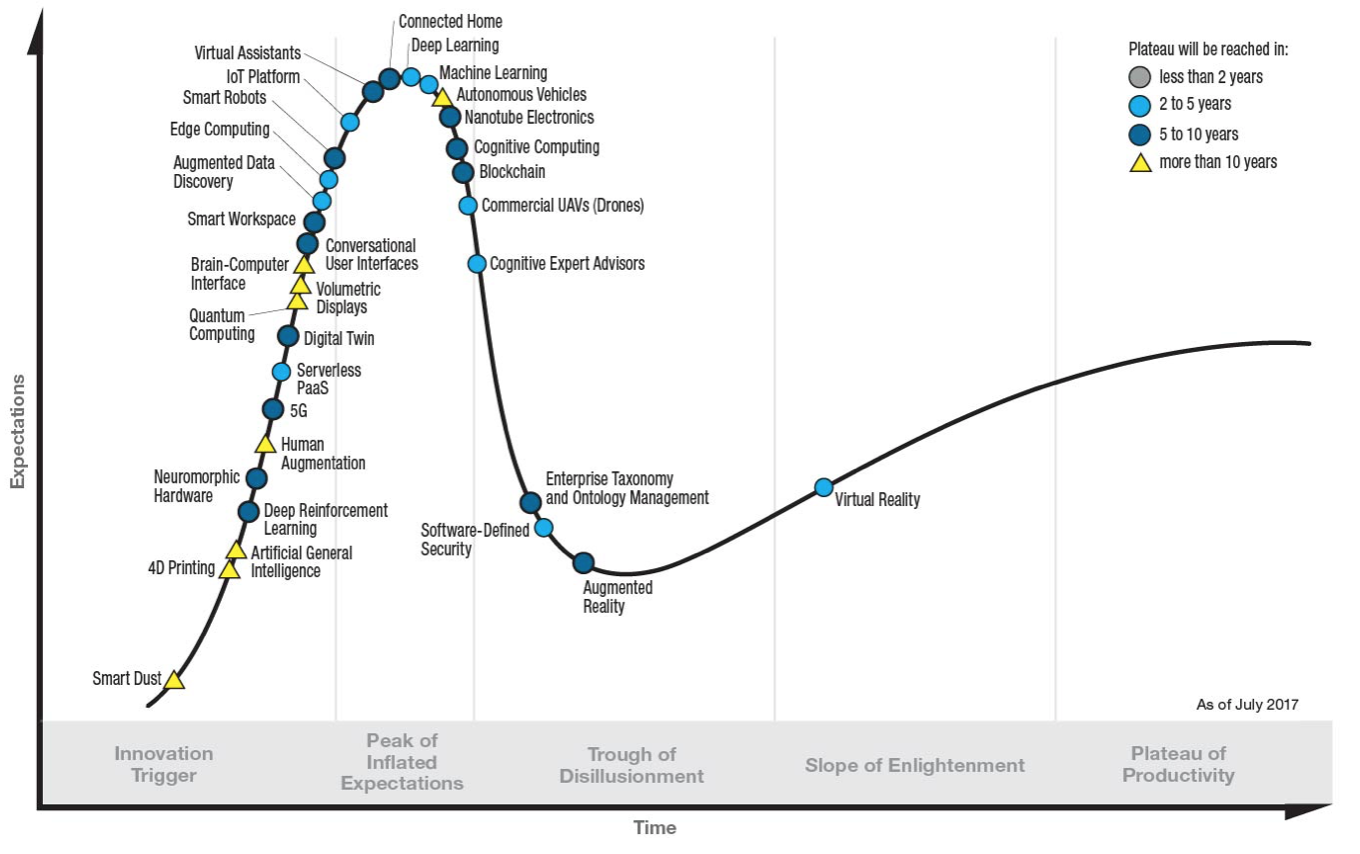 Connected Home
Deep Learning
Virtual Assistants
IoT Platform
Machine Learning
Smart Robots
Autonomous Vehicles
Nanotube Electronics
Edge Computing
Cognitive Computing
Augmented Data
Discovery
Blockchain
Smart Workspace
Commercial UAVs (Drones)
Conversational
User Interfaces
Brain-Computer
Interface
Cognitive Expert Advisors
Volumetric
Displays
Quantum
Computing
Digital Twin
Serverless
PaaS
5G
Human
Augmentation
Neuromorphic
Hardware
Deep Reinforcement
Learning
Artificial General
Intelligence
4D Printing
Smart Dust
Enterprise Taxonomy
and Ontology Management
Software-Defined
Security
Augmented
Reality
Virtual Reality
Plateau will be reached in:
less than 2 years
2 to 5 years
5 to 10 years
more than 10 years
As of July 2017
Expectations
Innovation
Trigger
Peak of
Inflated
Expectations
Trough of
Disillusionment
Slope of Enlightenment
Plateau of
Productivity
Time